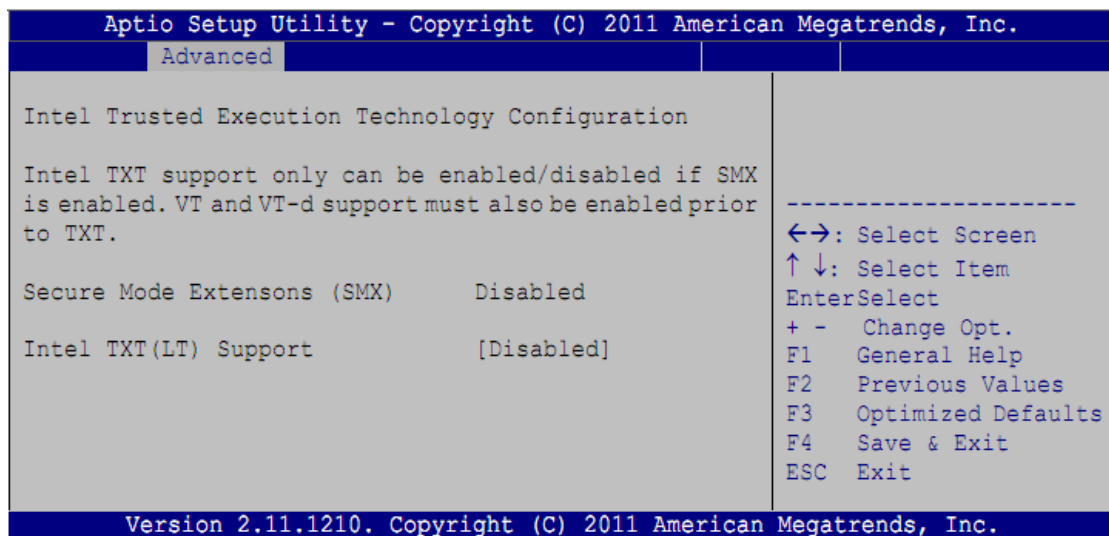 Aptio Setup Utility - Copyright (C) 2011 American Megatrends, Inc.
Advanced
Intel Trusted Execution Technology Configuration
Intel TXT support only can be enabled/disabled if SMX
is enabled. VT and VT-d support must also be enabled prior
to TXT.
Secure Mode Extensons (SMX) Disabled
Intel TXT(LT) Support [Disabled]
---------------------
←→: Select Screen
↑ ↓: Select Item
EnterSelect
+ - Change Opt.
F1 General Help
F2 Previous Values
F3 Optimized Defaults
F4 Save & Exit
ESC Exit
Version 2.11.1210. Copyright (C) 2011 American Megatrends, Inc.